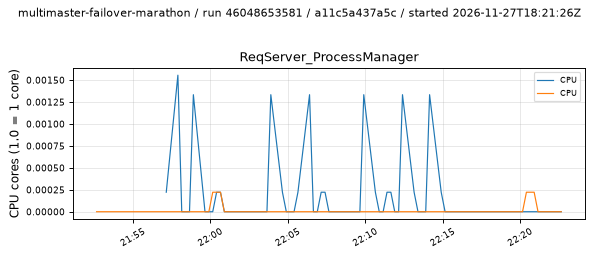 multimaster-failover-marathon / run 46048653581 / a11c5a437a5c / started 2026-11-27T18:21:26Z
ReqServer_ProcessManager
CPU cores (1.0 = 1 core)
0.00150
0.00125
0.00100
0.00075
0.00050
0.00025
0.00000
CPU
CPU
21:55
22:00
22:05
22:10
22:15
22:20